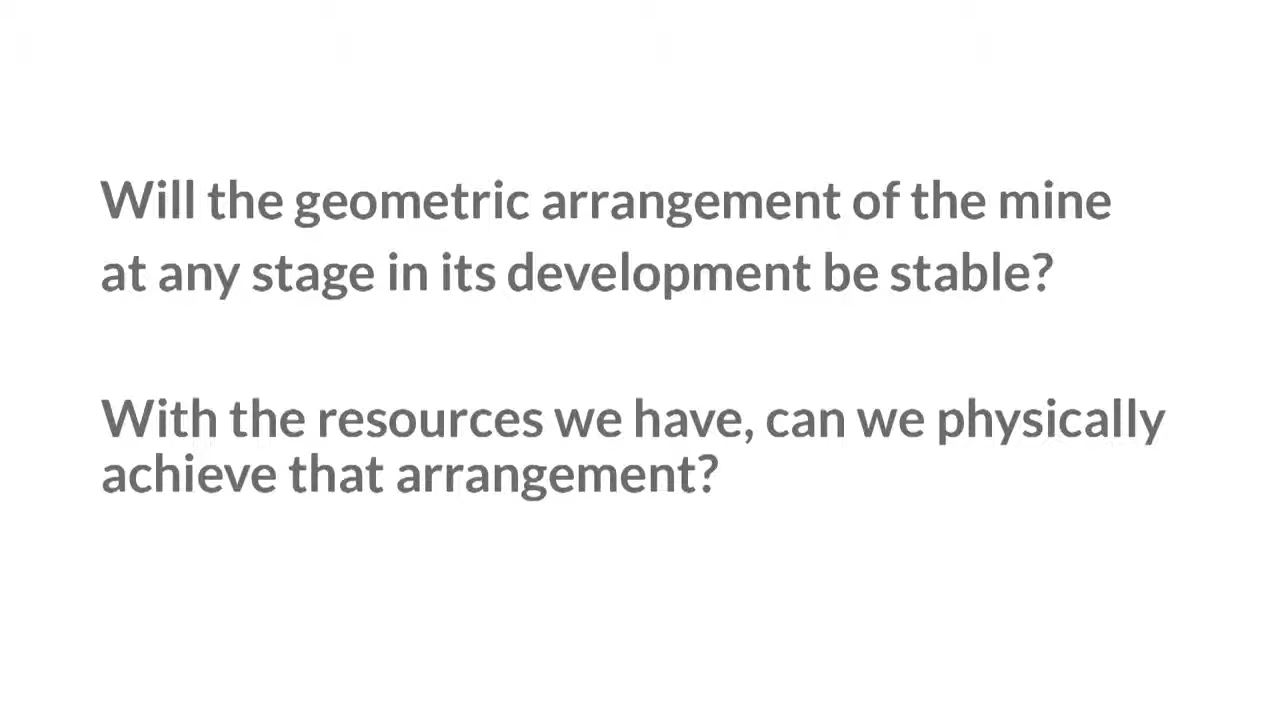 Will the geometric arrangement of the mine
at any stage in its development be stable?
With the resources we have, can we physically
achieve that arrangement?